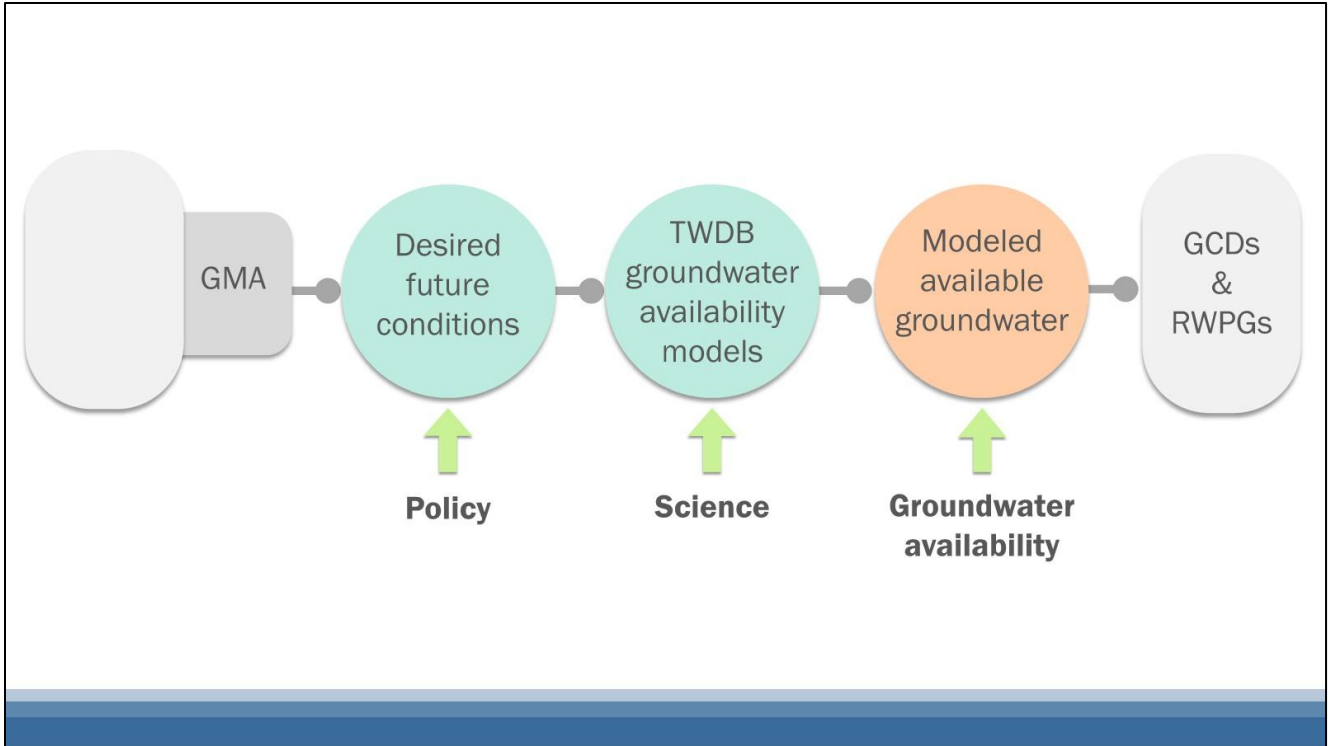 GMA
Desired
future
conditions
TWDB
groundwater
availability
models
Modeled
available
groundwater
GCDs
&
RWPGs
Policy
Science
Groundwater
availability